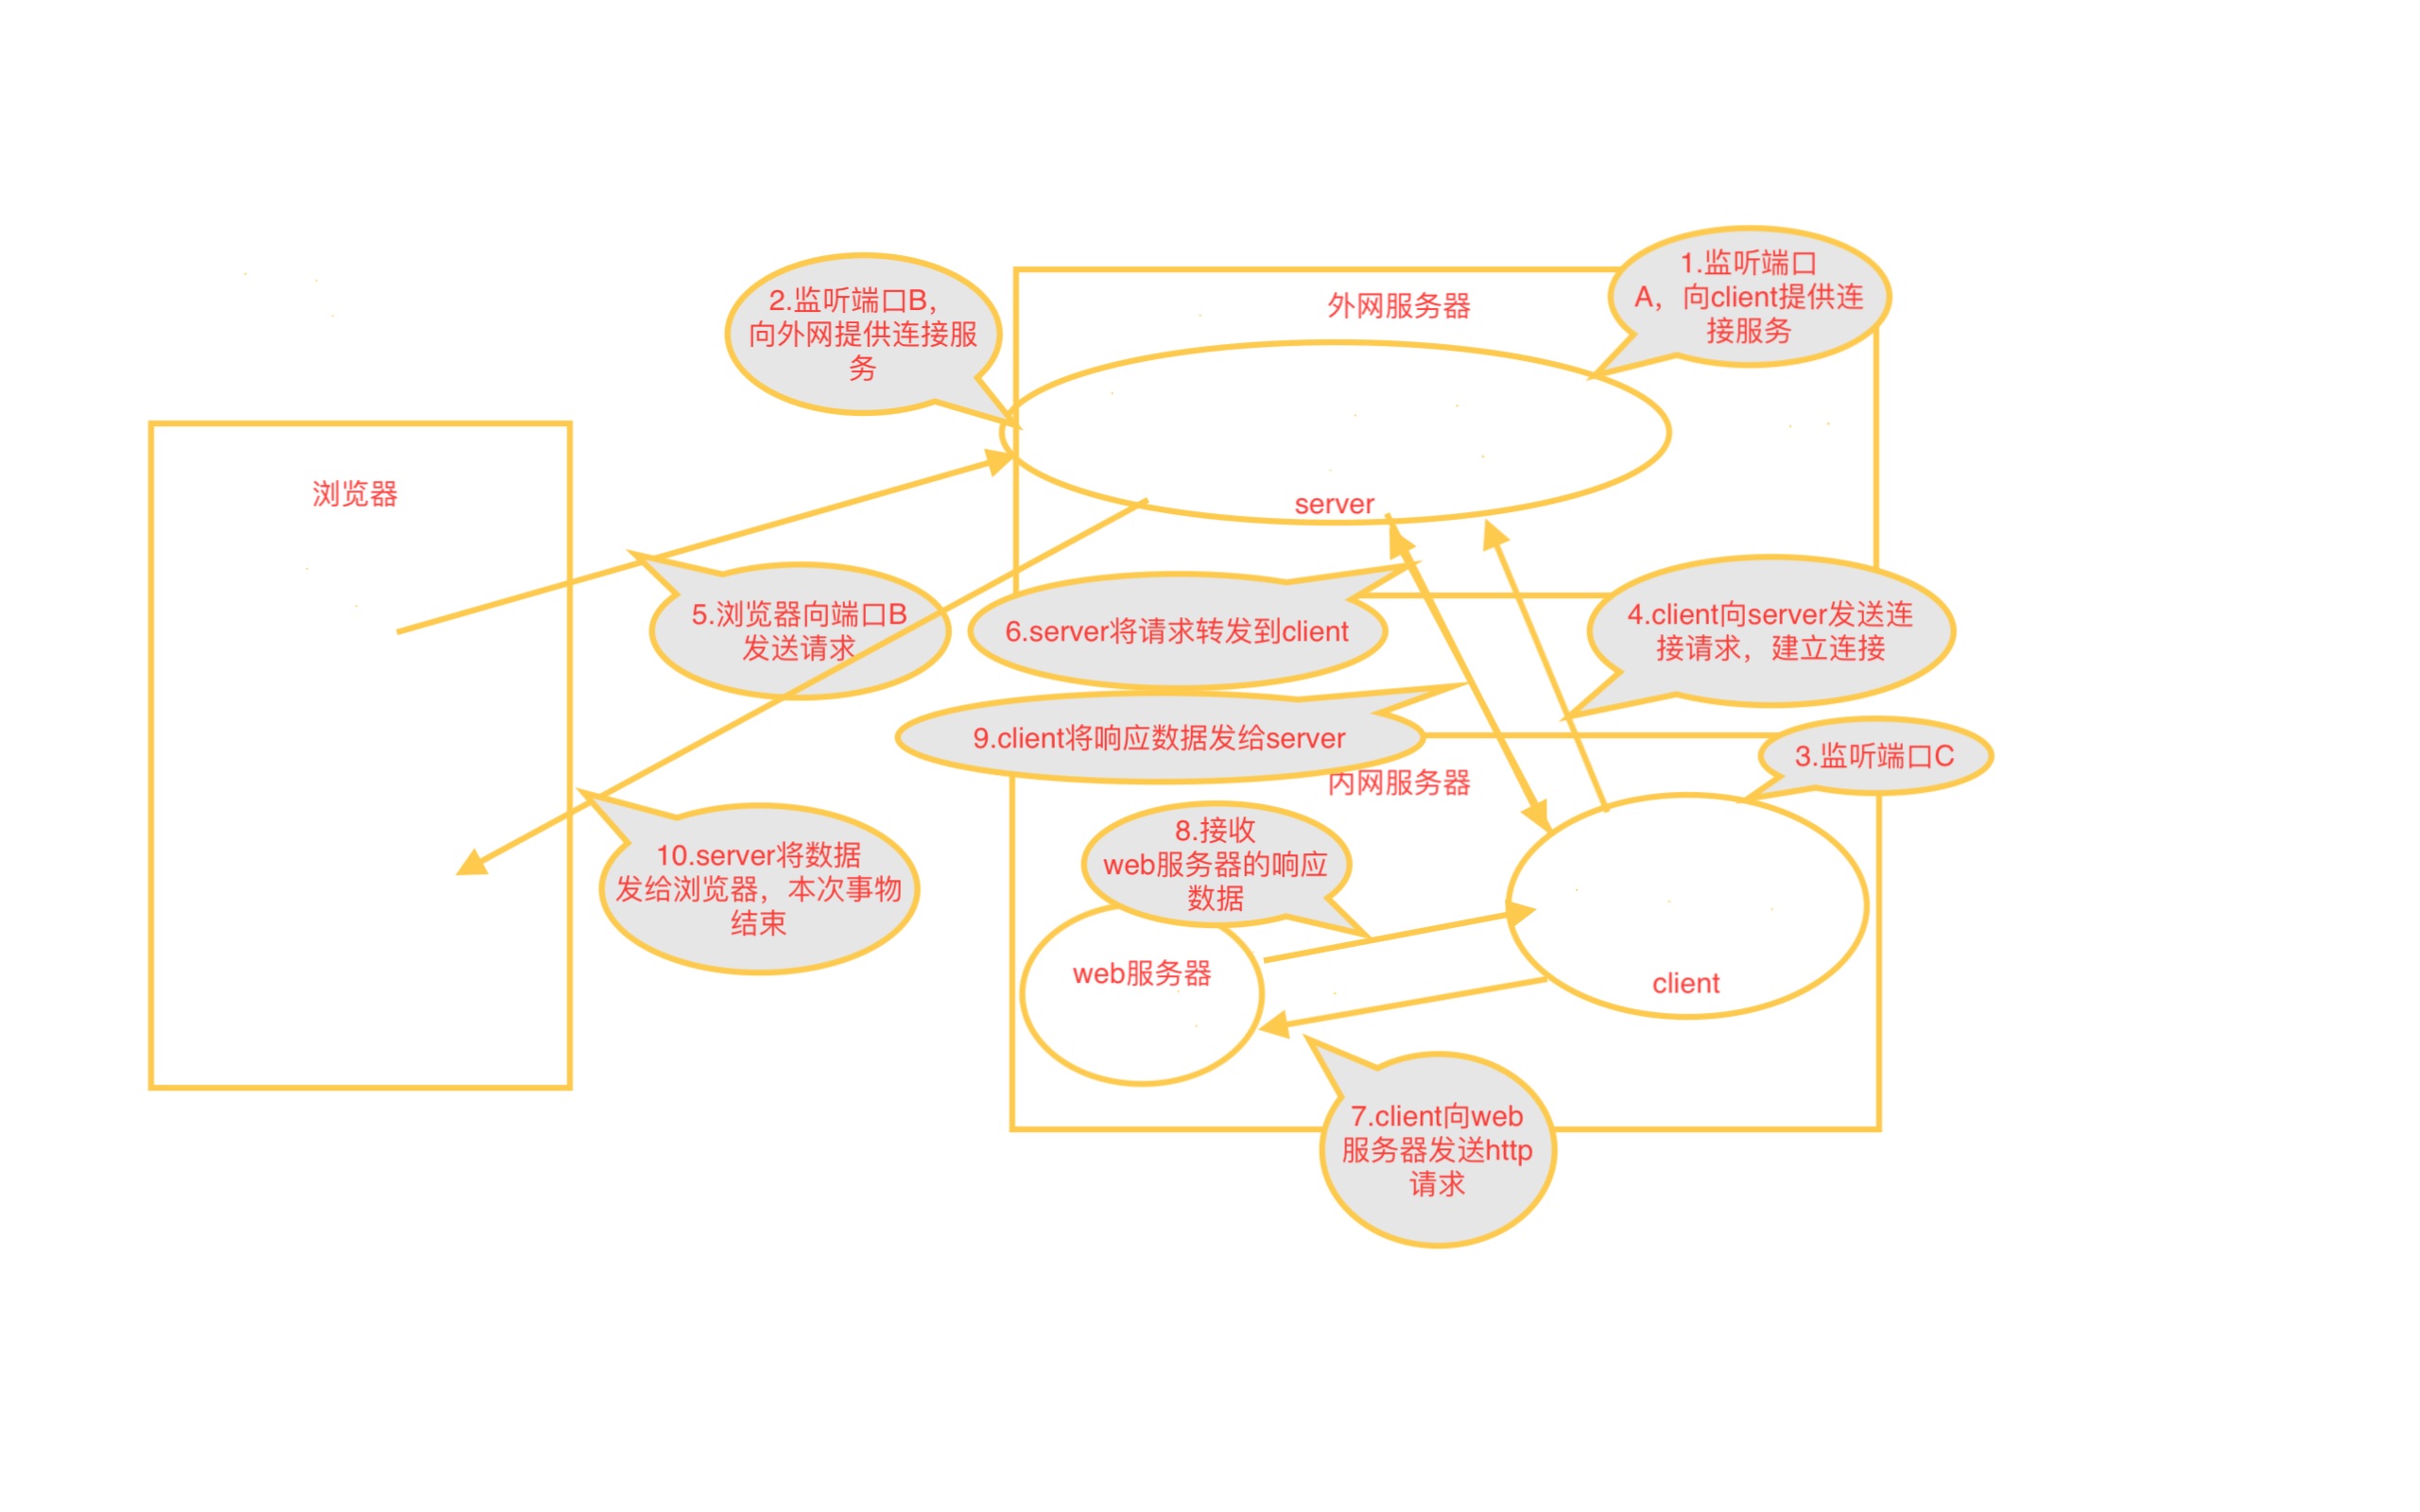 1.监听端口
A，向client提供连
接服务
2.监听端口B，
向外网提供连接服
务
外网服务器
server
浏览器
5.浏览器向端口B
发送请求
6.server将请求转发到client
4.client向server发送连
接请求，建立连接
9.client将响应数据发给server
3.监听端口C
内网服务器
8.接收
web服务器的响应
数据
10.server将数据
发给浏览器，本次事物
结束
web服务器
client
7.client向web
服务器发送http
请求